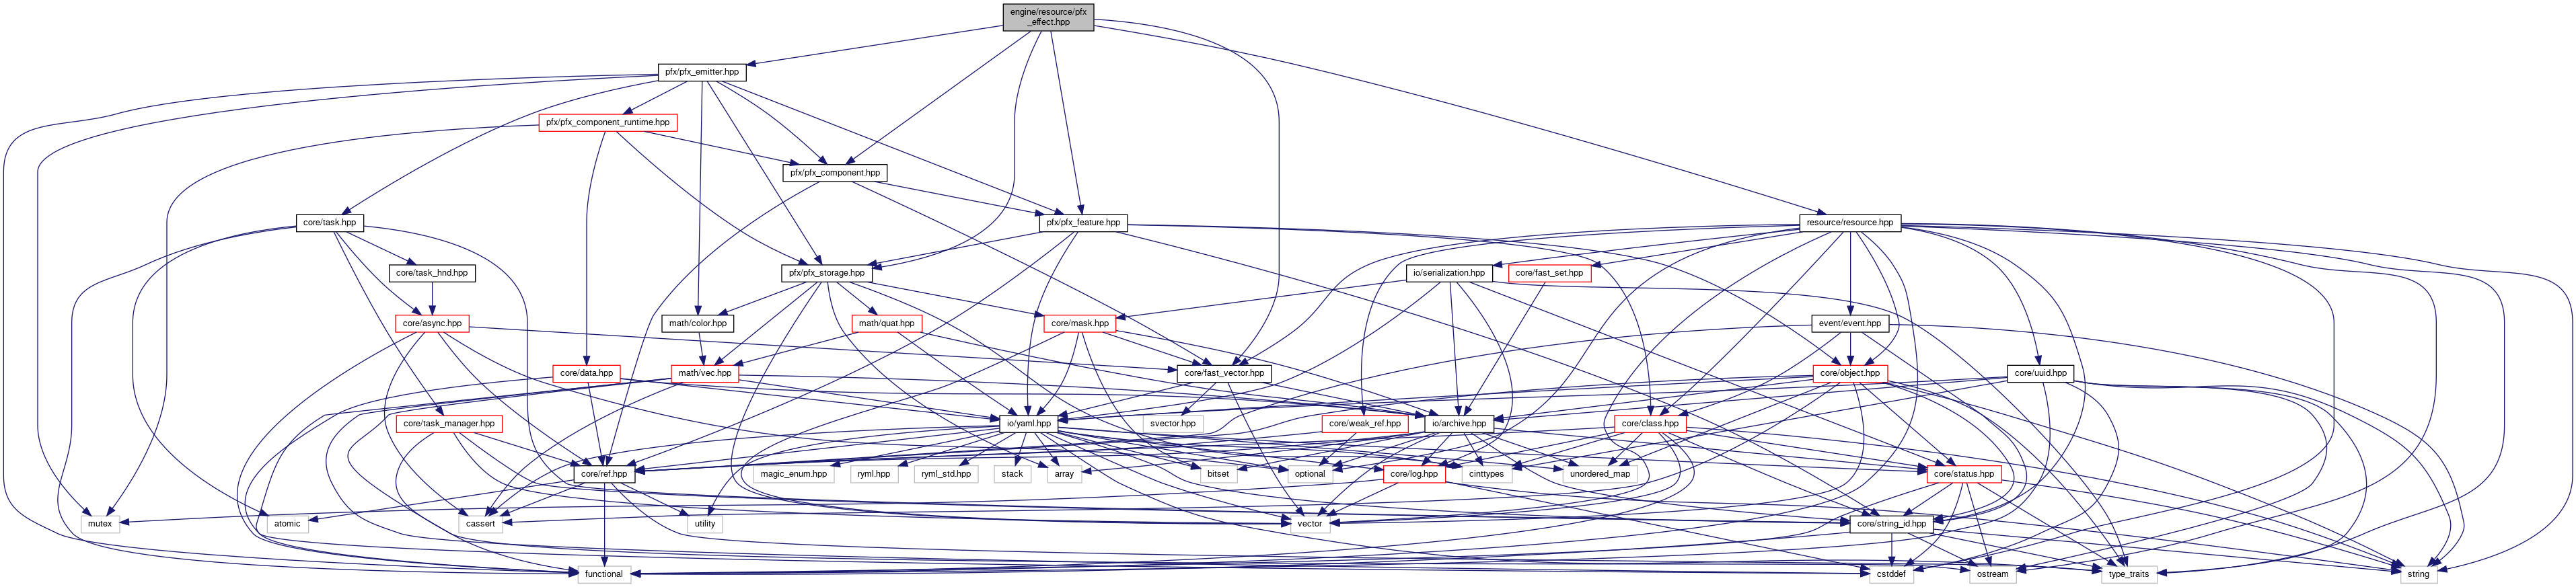 engine/resource/pfx
_effect.hpp
pfx/pfx_emitter.hpp
pfx/pfx_component_runtime.hpp
pfx/pfx_component.hpp
core/task.hpp
pfx/pfx_feature.hpp
resource/resource.hpp
core/task_hnd.hpp
pfx/pfx_storage.hpp
io/serialization.hpp
core/fast_set.hpp
core/async.hpp
math/color.hpp
math/quat.hpp
core/mask.hpp
event/event.hpp
core/data.hpp
math/vec.hpp
core/fast_vector.hpp
core/object.hpp
core/uuid.hpp
core/task_manager.hpp
io/yaml.hpp
svector.hpp
core/weak_ref.hpp
io/archive.hpp
core/class.hpp
core/ref.hpp
magic_enum.hpp
ryml.hpp
ryml_std.hpp
stack
array
bitset
optional
core/log.hpp
cinttypes
unordered_map
core/status.hpp
mutex
atomic
cassert
utility
vector
core/string_id.hpp
functional
cstddef
ostream
type_traits
string